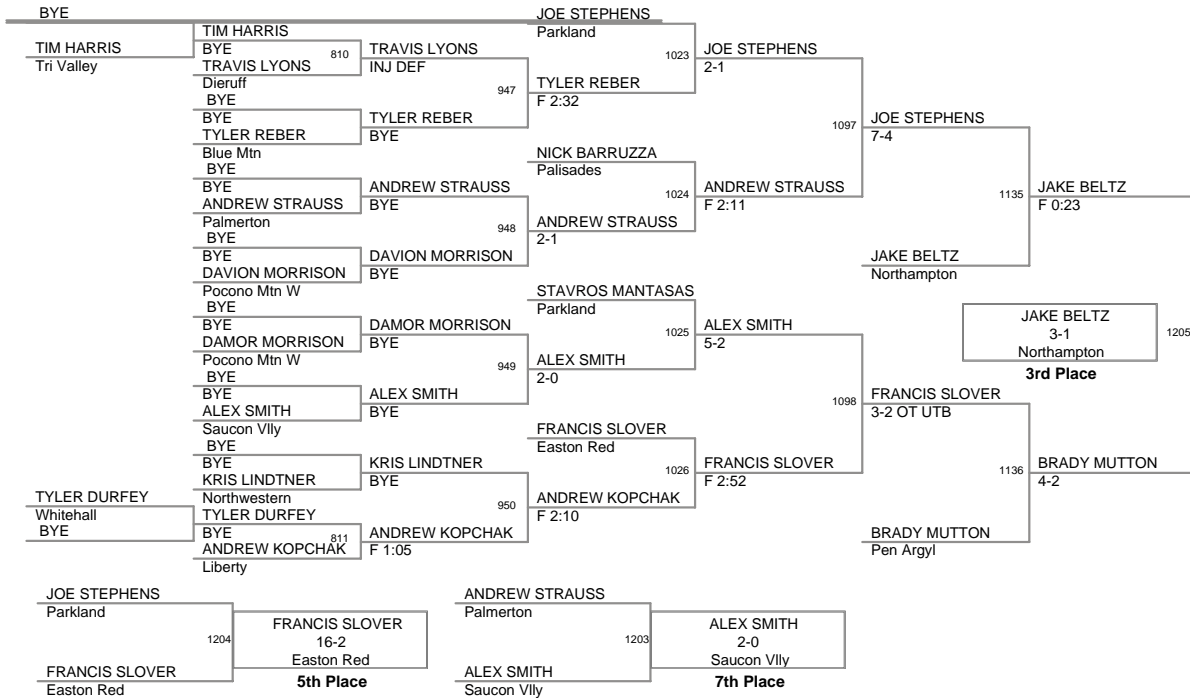 BYE
TIM HARRIS
Tri Valley
TIM HARRIS
BYE
810
TRAVIS LYONS
Dieruff
BYE
BYE
TYLER REBER
Blue Mtn
BYE
BYE
ANDREW STRAUSS
Palmerton
BYE
BYE
DAVION MORRISON
Pocono Mtn W
BYE
BYE
DAMOR MORRISON
Pocono Mtn W
BYE
BYE
ALEX SMITH
Saucon Vlly
BYE
BYE
KRIS LINDTNER
Northwestern
TYLER DURFEY
Whitehall
BYE
TYLER DURFEY
BYE
811
ANDREW KOPCHAK
Liberty
TRAVIS LYONS
INJ DEF
947
TYLER REBER
BYE
ANDREW STRAUSS
BYE
948
DAVION MORRISON
BYE
DAMOR MORRISON
BYE
949
ALEX SMITH
BYE
KRIS LINDTNER
BYE
950
ANDREW KOPCHAK
F 1:05
JOE STEPHENS
Parkland
1023
TYLER REBER
F 2:32
NICK BARRUZZA
Palisades
1024
ANDREW STRAUSS
2-1
STAVROS MANTASAS
Parkland
1025
ALEX SMITH
2-0
FRANCIS SLOVER
Easton Red
1026
ANDREW KOPCHAK
F 2:10
JOE STEPHENS
2-1
1097
ANDREW STRAUSS
F 2:11
ALEX SMITH
5-2
1098
FRANCIS SLOVER
F 2:52
JOE STEPHENS
7-4
1135
JAKE BELTZ
Northampton
FRANCIS SLOVER
3-2 OT UTB
1136
BRADY MUTTON
Pen Argyl
JAKE BELTZ
F 0:23
JAKE BELTZ
3-1
Northampton
1205
3rd Place
BRADY MUTTON
4-2
JOE STEPHENS
Parkland
1204
FRANCIS SLOVER
Easton Red
FRANCIS SLOVER
16-2
Easton Red
5th Place
ANDREW STRAUSS
Palmerton
1203
ALEX SMITH
Saucon Vlly
ALEX SMITH
2-0
Saucon Vlly
7th Place